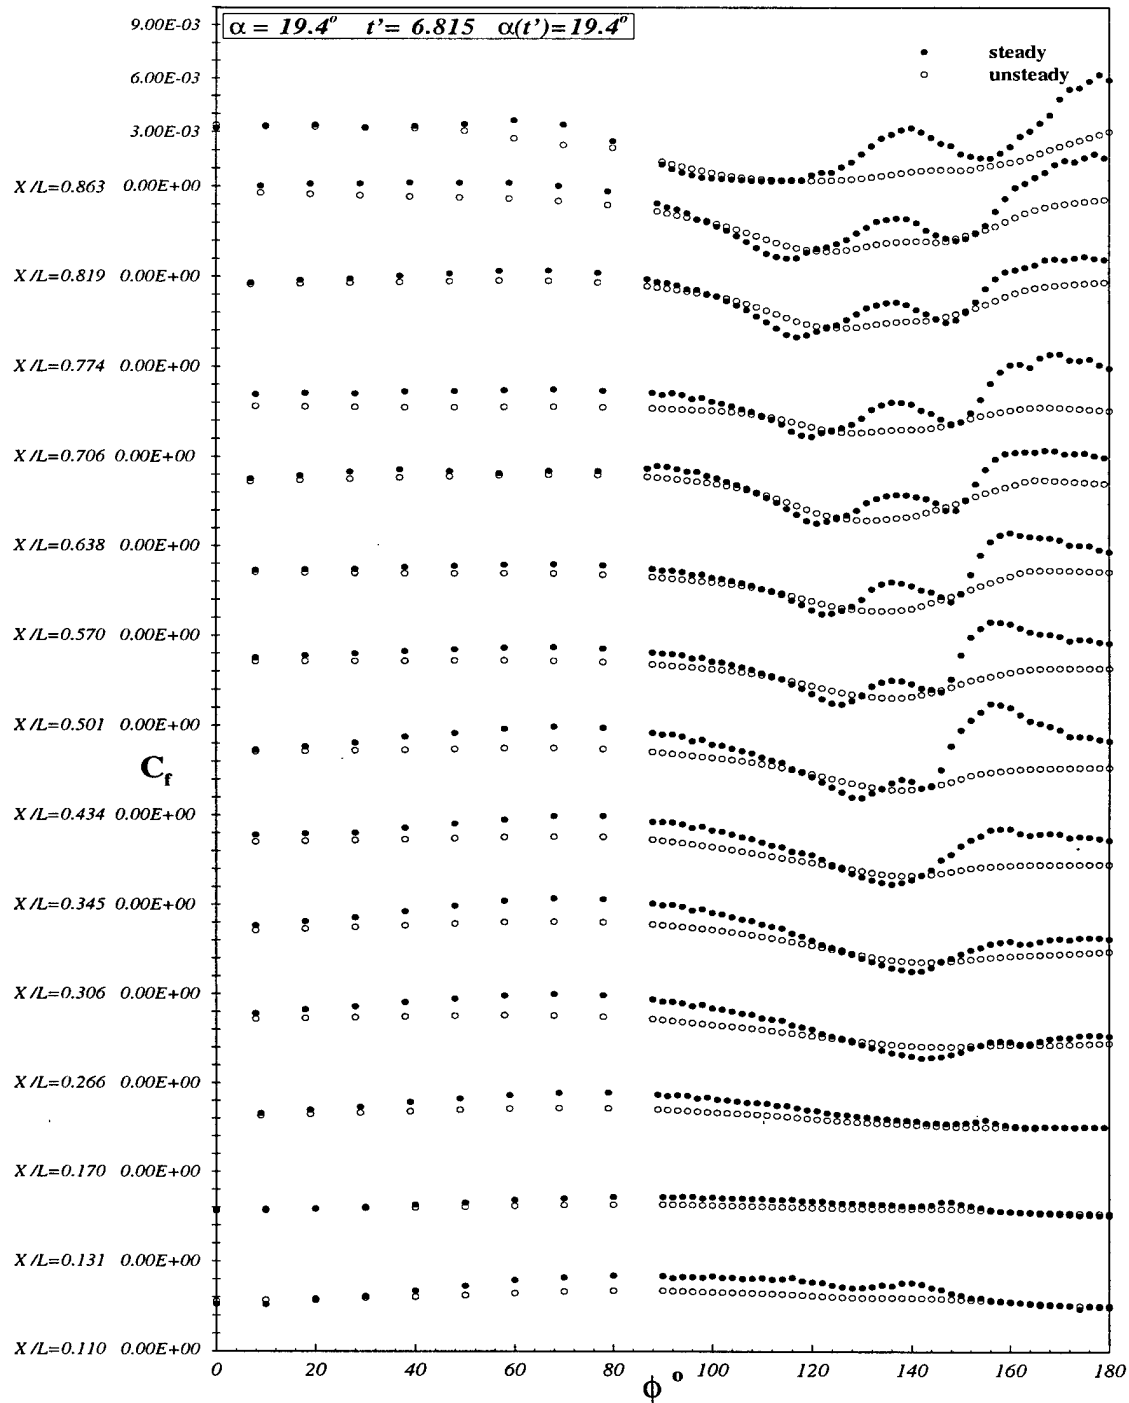 9.00E-03
α = 19.4° t'= 6.815 α(t')=19.4°
steady
6.00E-03
unsteady
3.00E-03
X/L=0.863 0.00E+00
X/L=0.819 0.00E+00
X/L=0.774 0.00E+00
X/L=0.706 0.00E+00
X/L=0.638 0.00E+00
X/L=0.570 0.00E+00
X/L=0.501 0.00E+00
Cf
X/L=0.434 0.00E+00
X/L=0.345 0.00E+00
X/L=0.306 0.00E+00
X/L=0.266 0.00E+00
X/L=0.170 0.00E+00
X/L=0.131 0.00E+00
X/L=0.110 0.00E+00
0 20 40 60 80 100 120 140 160 180
ϕ °